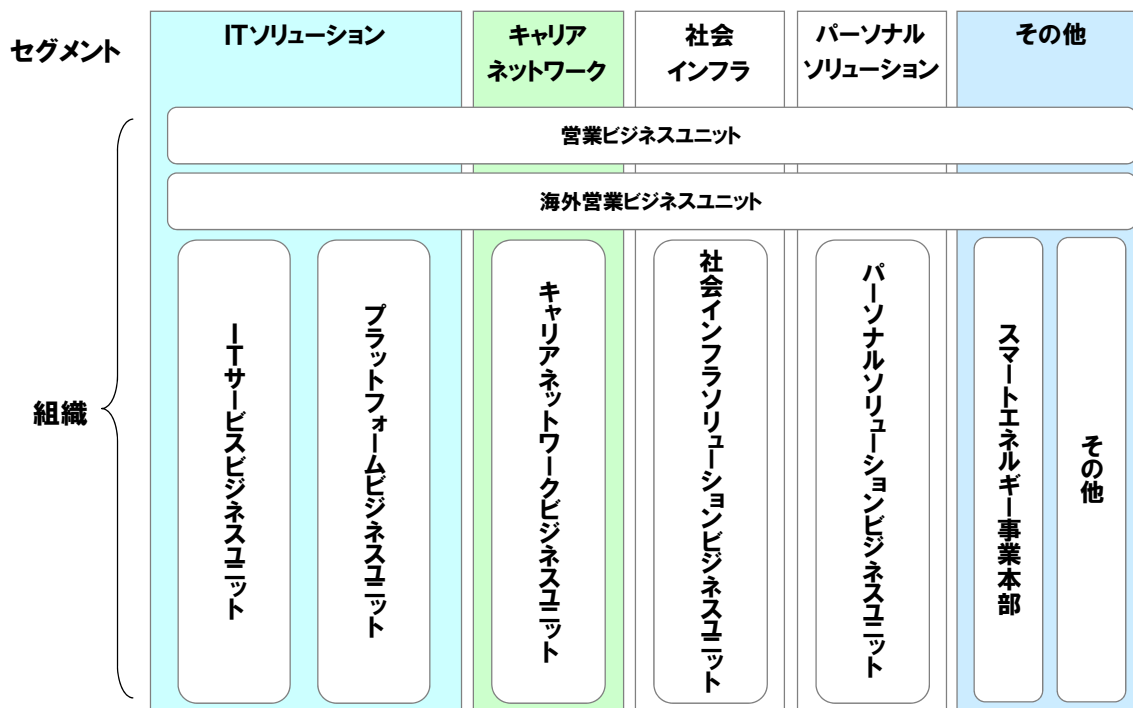 セグメント
ITソリューション
キャリア
ネットワーク
社会
インフラ
パーソナル
ソリューション
その他
組織
営業ビジネスユニット
海外営業ビジネスユニット
ITサービスビジネスユニット
プラットフォームビジネスユニット
キャリアネットワークビジネスユニット
社会インフラソリューションビジネスユニット
パーソナルソリューションビジネスユニット
スマートエネルギー事業本部
その他